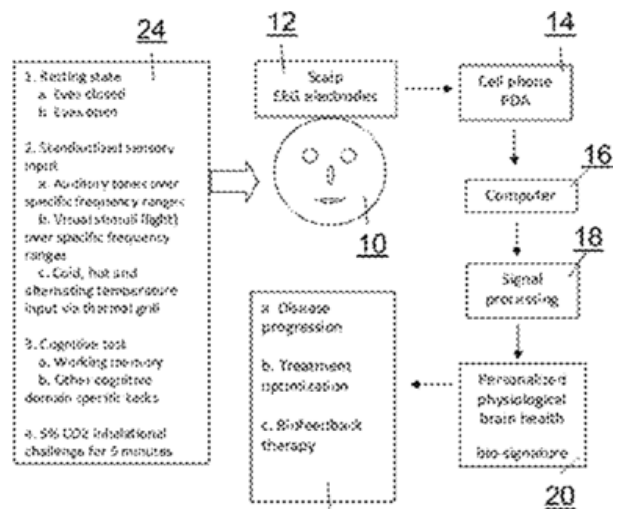 24
1. Resting state
a. Eyes closed
b. Eyes open
2. Standardized sensory
input
a. Auditory tones over
specific frequency ranges
b. Visual stimuli (light)
over specific frequency
ranges
c. Cold, hot and
alternating temperature
input via thermal grill
3. Cognitive task
a. Working memory
b. Other cognitive
domain specific tasks
a. 5% CO2 inhalational
challenge for 5 minutes
12
Scalp
EEG electrodes
10
14
Cell phone
PDA
16
Computer
18
Signal
processing
Personalized
physiological
brain health
bio-signature
20
a. Disease
progression
b. Treatment
optimization
c. Biofeedback
therapy